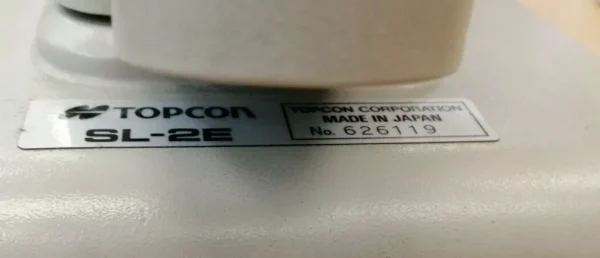 TOPCON
SL-2E
TOPCON CORPORATION
MADE IN JAPAN
No. 626119